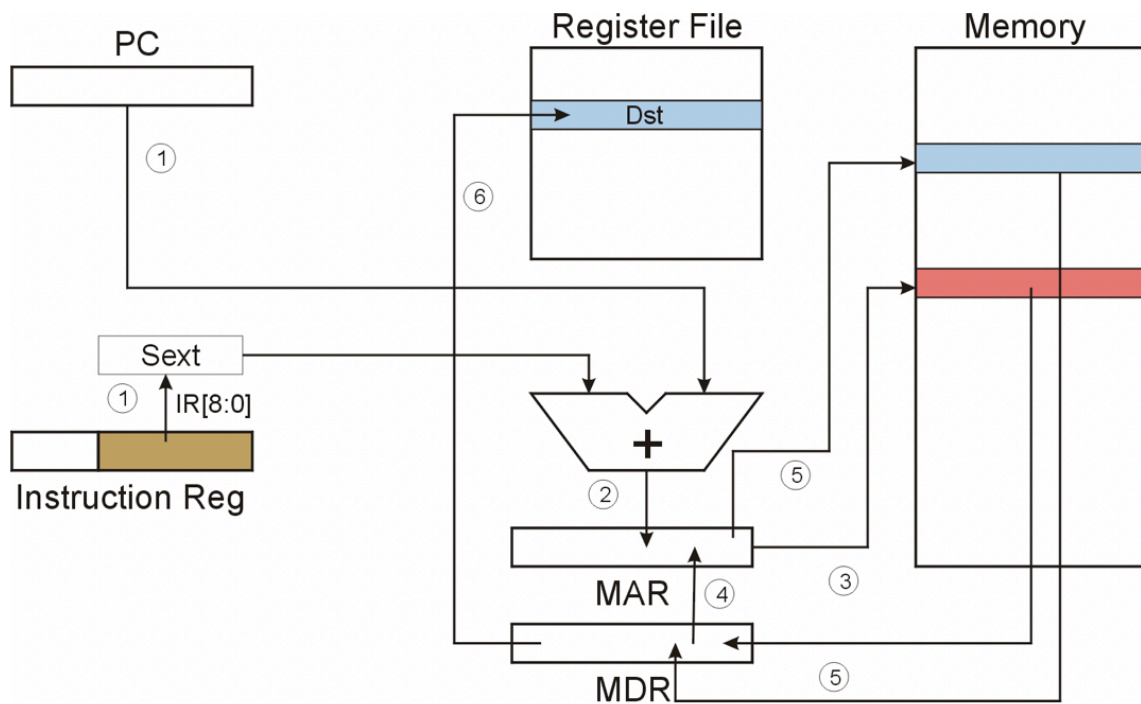 Register File
Memory
PC
Dst
①
⑥
Sext
①
IR[8:0]
+
Instruction Reg
②
⑤
MAR
④
③
MDR
⑤